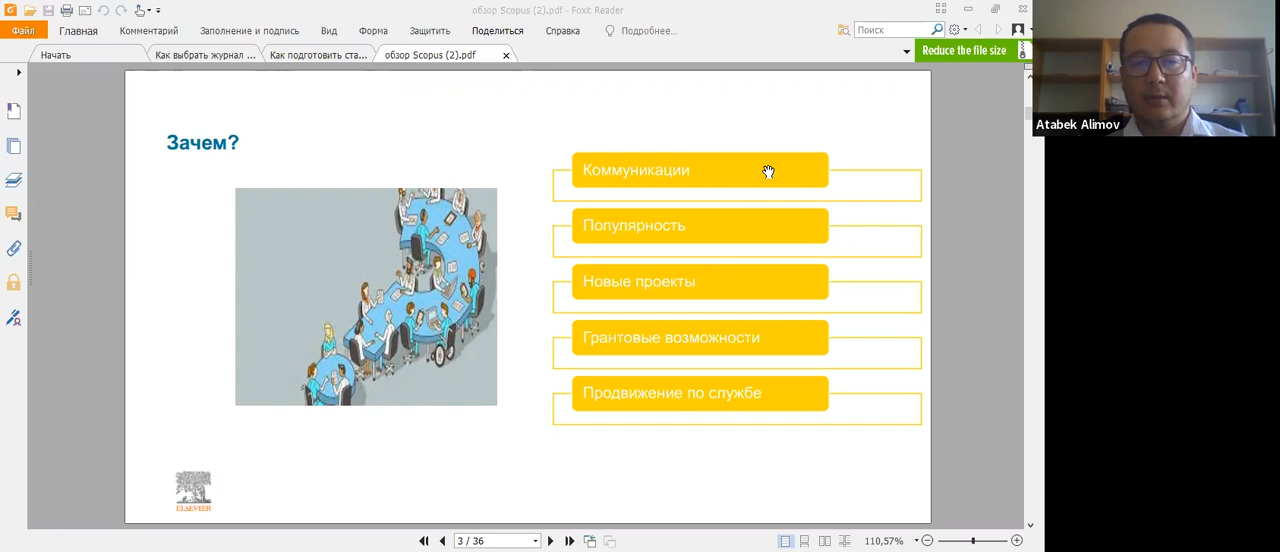 обзор Scopus (2).pdf - Foxit Reader
Файл Главная Комментарий Заполнение и подпись Вид Форма Защитить Поделиться Справка Подробнее... Поиск
Начать Как выбрать журнал ... Как подготовить ста... обзор Scopus (2).pdf Reduce the file size
Atabek Alimov
Зачем?
Коммуникации
Популярность
Новые проекты
Грантовые возможности
Продвижение по службе
ELSEVIER
3 / 36 110,57%